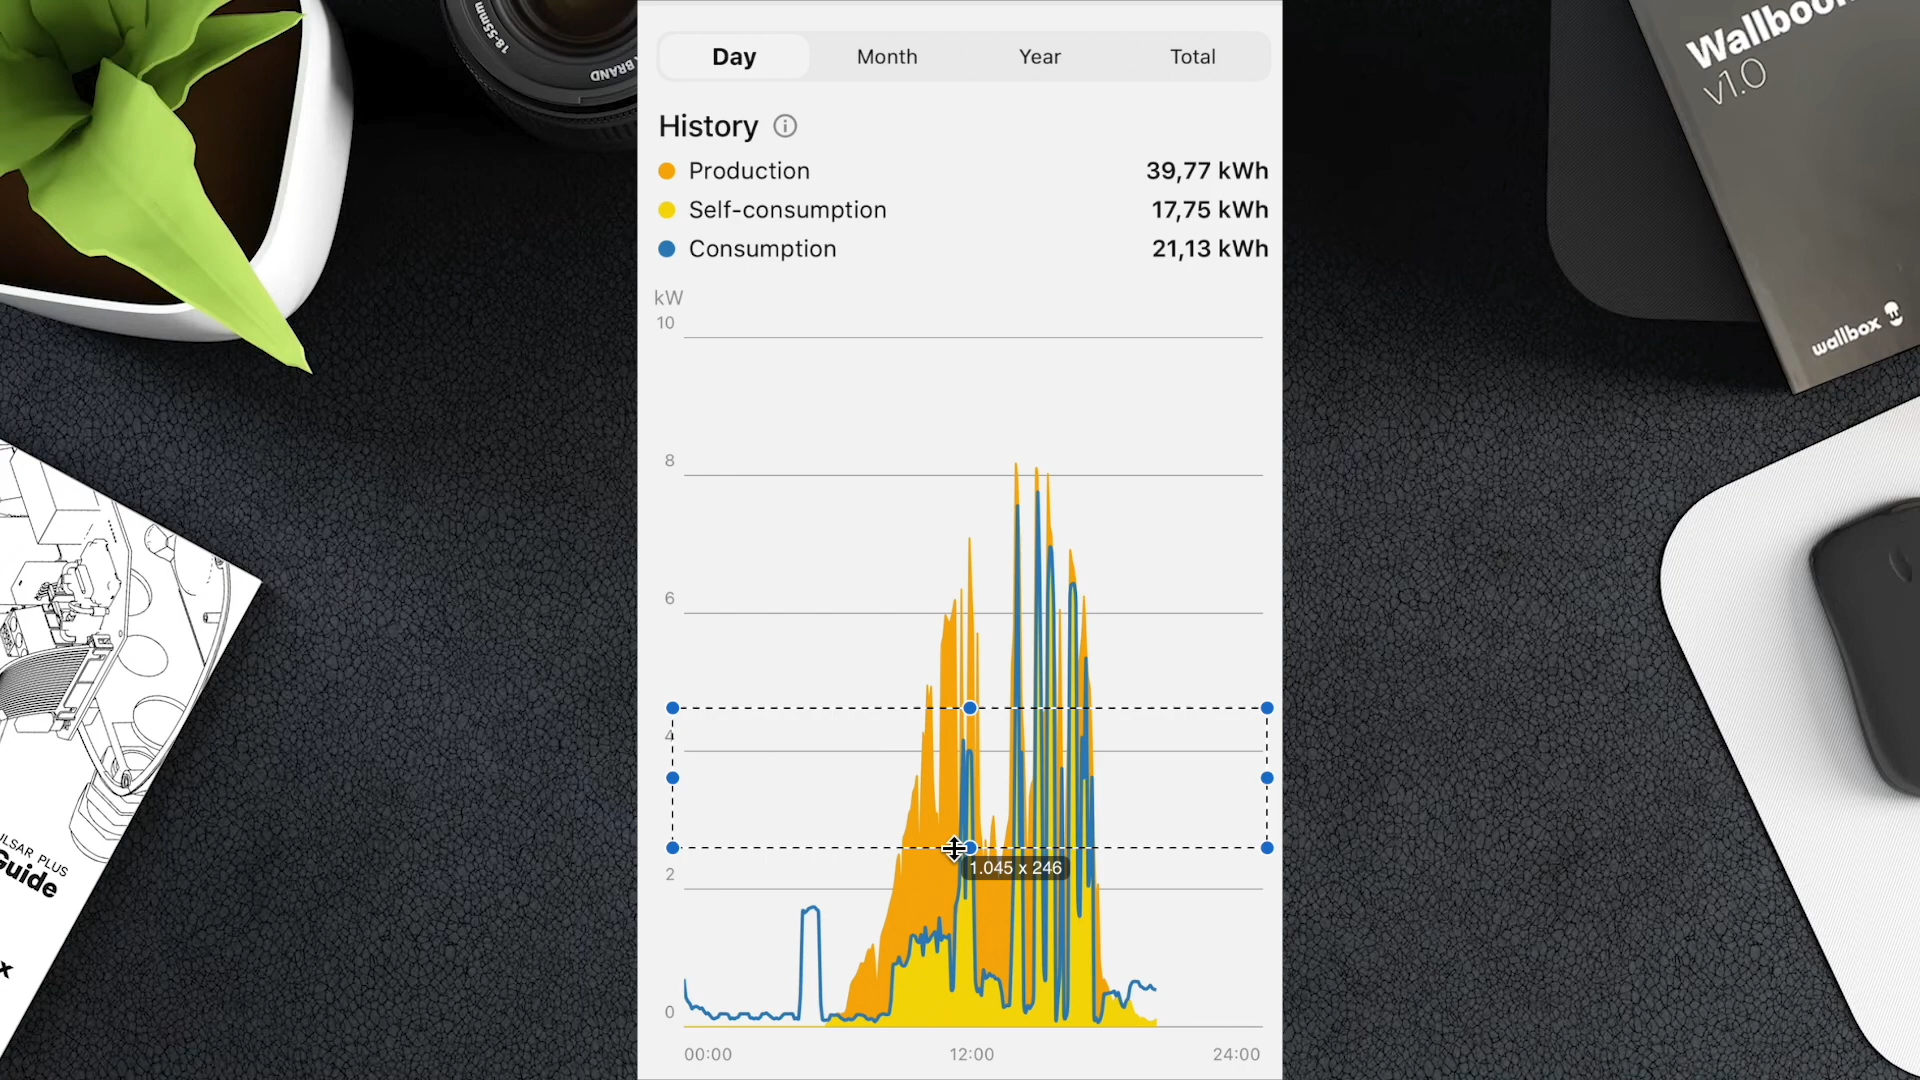 18-55mm
BRAND
Day Month Year Total
History
Production 39,77 kWh
Self-consumption 17,75 kWh
Consumption 21,13 kWh
kW
10
8
6
4
2
0
00:00 12:00 24:00
1.045 x 246
v1.0
wallbox
PLUS
Guide
x